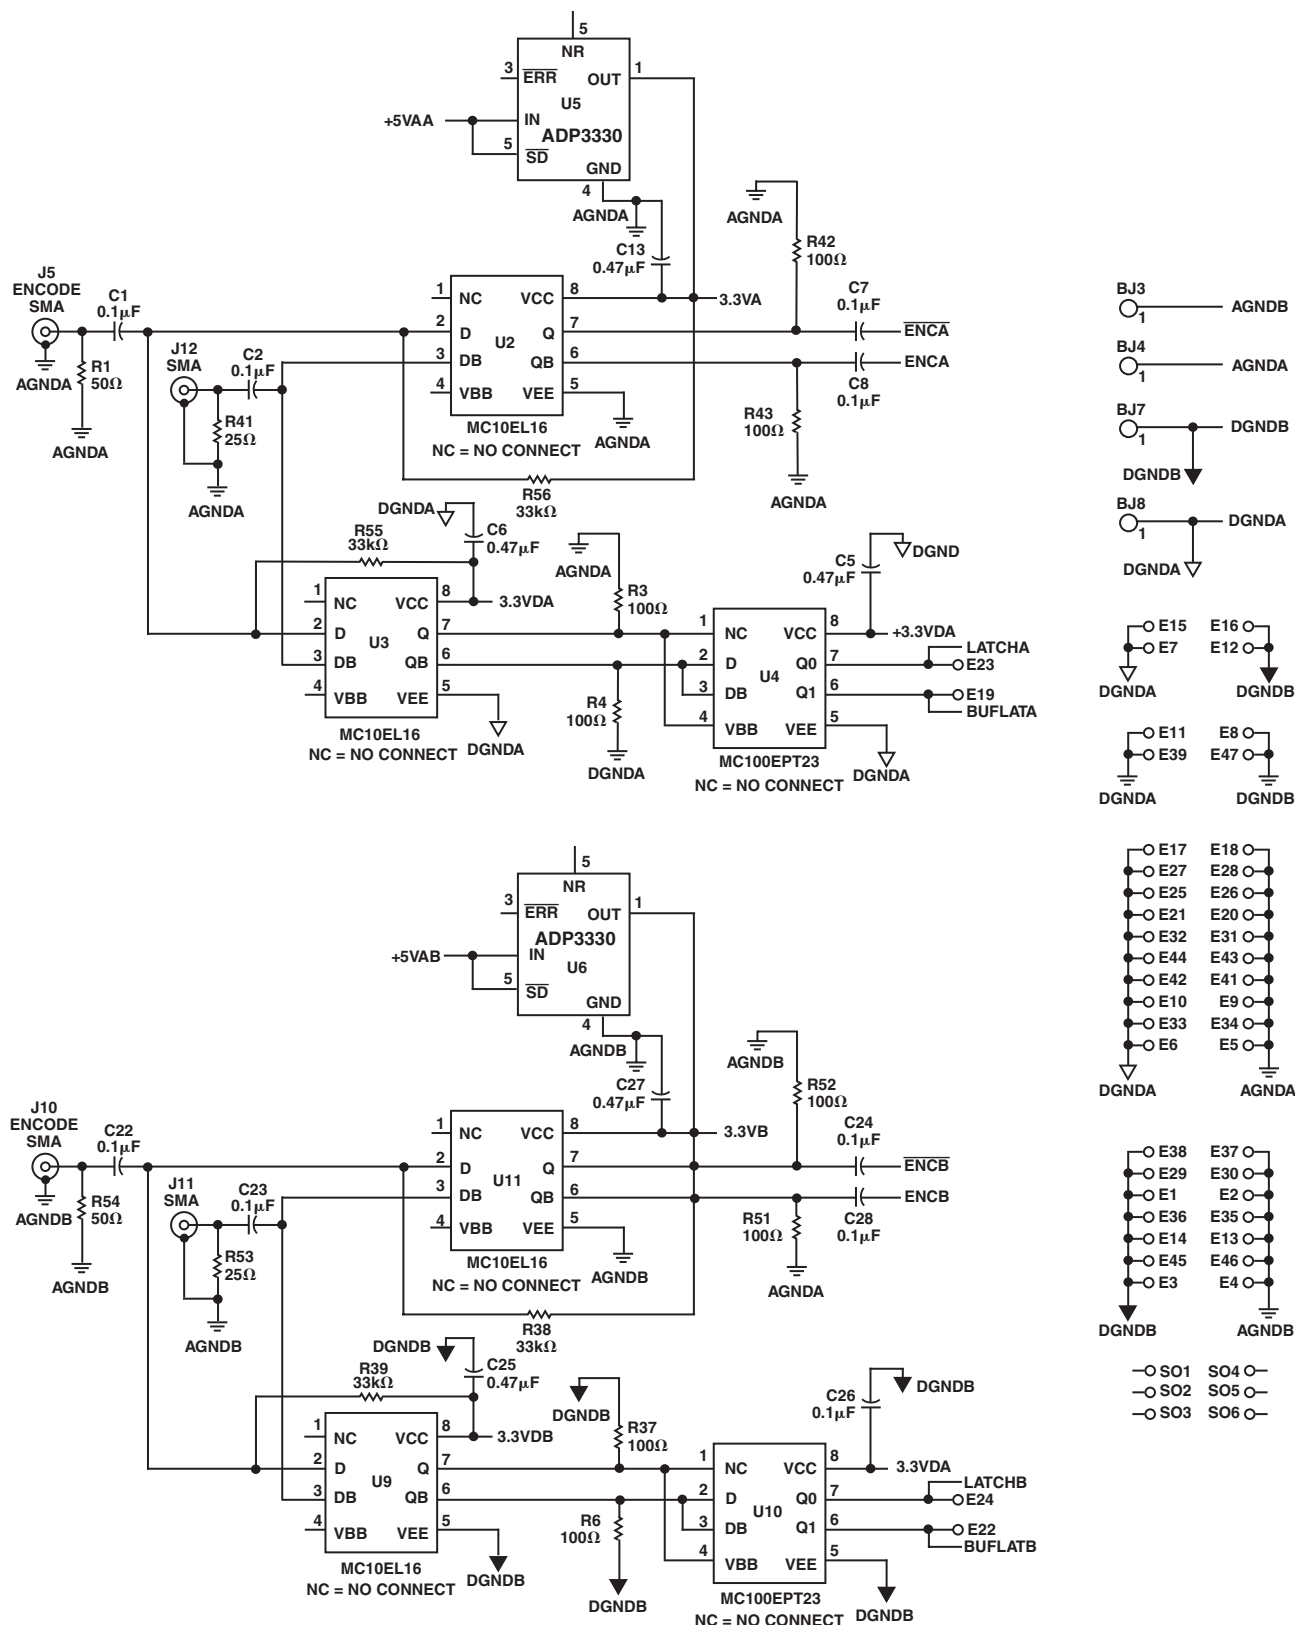 5
NR
3
ERR
OUT
1
U5
+5VAA
IN
ADP3330
5
SD
GND
4
AGNDA
AGNDA
C13
0.47µF
R42
100Ω
J5
ENCODE
SMA
C1
0.1µF
AGNDA
R1
50Ω
AGNDA
J12
SMA
C2
0.1µF
R41
25Ω
AGNDA
1
NC
VCC
8
3.3VA
2
D
Q
7
U2
3
DB
QB
6
4
VBB
VEE
5
MC10EL16
NC = NO CONNECT
AGNDA
C7
0.1µF
ENCA
ENCA
C8
0.1µF
R43
100Ω
AGNDA
R56
33kΩ
DGNDA
R55
33kΩ
C6
0.47µF
1
NC
VCC
8
3.3VDA
2
D
Q
7
U3
3
DB
QB
6
4
VBB
VEE
5
MC10EL16
NC = NO CONNECT
DGNDA
AGNDA
R3
100Ω
R4
100Ω
DGNDA
C5
0.47µF
DGND
1
NC
VCC
8
+3.3VDA
2
D
Q0
7
LATCHA
E23
U4
3
DB
Q1
6
E19
BUFLATA
4
VBB
VEE
5
MC100EPT23
NC = NO CONNECT
DGNDA
5
NR
3
ERR
OUT
1
ADP3330
+5VAB
IN
U6
5
SD
GND
4
AGNDB
AGNDB
C27
0.47µF
R52
100Ω
J10
ENCODE
SMA
C22
0.1µF
AGNDB
R54
50Ω
AGNDB
J11
SMA
C23
0.1µF
R53
25Ω
AGNDB
1
NC
VCC
8
3.3VB
2
D
Q
7
U11
3
DB
QB
6
4
VBB
VEE
5
MC10EL16
NC = NO CONNECT
AGNDB
C24
0.1µF
ENCB
ENCB
C28
0.1µF
R51
100Ω
AGNDA
R38
33kΩ
DGNDB
R39
33kΩ
C25
0.47µF
1
NC
VCC
8
3.3VDB
2
D
Q
7
U9
3
DB
QB
6
4
VBB
VEE
5
MC10EL16
NC = NO CONNECT
DGNDB
DGNDB
R37
100Ω
R6
100Ω
DGNDB
C26
0.1µF
DGNDB
1
NC
VCC
8
3.3VDA
2
D
Q0
7
LATCHB
E24
U10
3
DB
Q1
6
E22
BUFLATB
4
VBB
VEE
5
MC100EPT23
NC = NO CONNECT
DGNDB
BJ3
1
AGNDB
BJ4
1
AGNDA
BJ7
1
DGNDB
DGNDB
BJ8
1
DGNDA
DGNDA
E15 E16
E7 E12
DGNDA DGNDB
E11 E8
E39 E47
DGNDA DGNDB
E17 E18
E27 E28
E25 E26
E21 E20
E32 E31
E44 E43
E42 E41
E10 E9
E33 E34
E6 E5
DGNDA AGNDA
E38 E37
E29 E30
E1 E2
E36 E35
E14 E13
E45 E46
E3 E4
DGNDB AGNDB
SO1 SO4
SO2 SO5
SO3 SO6